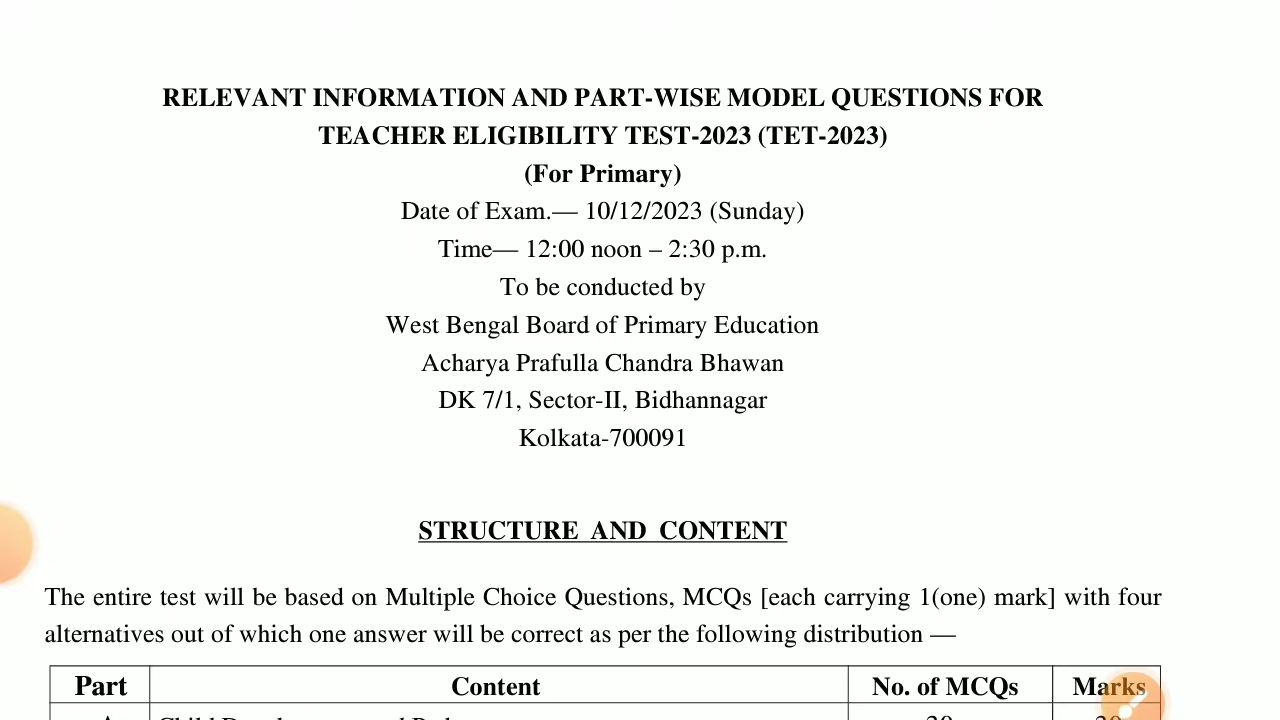 RELEVANT INFORMATION AND PART-WISE MODEL QUESTIONS FOR
TEACHER ELIGIBILITY TEST-2023 (TET-2023)
(For Primary)
Date of Exam.— 10/12/2023 (Sunday)
Time— 12:00 noon – 2:30 p.m.
To be conducted by
West Bengal Board of Primary Education
Acharya Prafulla Chandra Bhawan
DK 7/1, Sector-II, Bidhannagar
Kolkata-700091
STRUCTURE AND CONTENT
The entire test will be based on Multiple Choice Questions, MCQs [each carrying 1(one) mark] with four
alternatives out of which one answer will be correct as per the following distribution —
Part Content No. of MCQs Marks